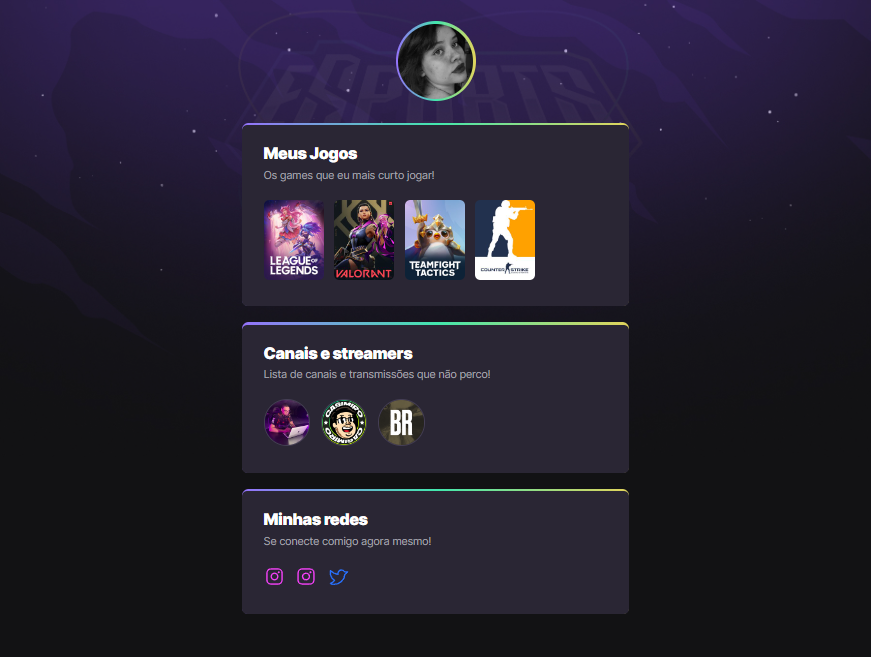 ESPORTS
Meus Jogos
Os games que eu mais curto jogar!
LEAGUE OF
LEGENDS
VALORANT
TEAMFIGHT
TACTICS
COUNTER STRIKE
Canais e streamers
Lista de canais e transmissões que não perco!
CASIMIRO
CASIMIRO
BR
Minhas redes
Se conecte comigo agora mesmo!